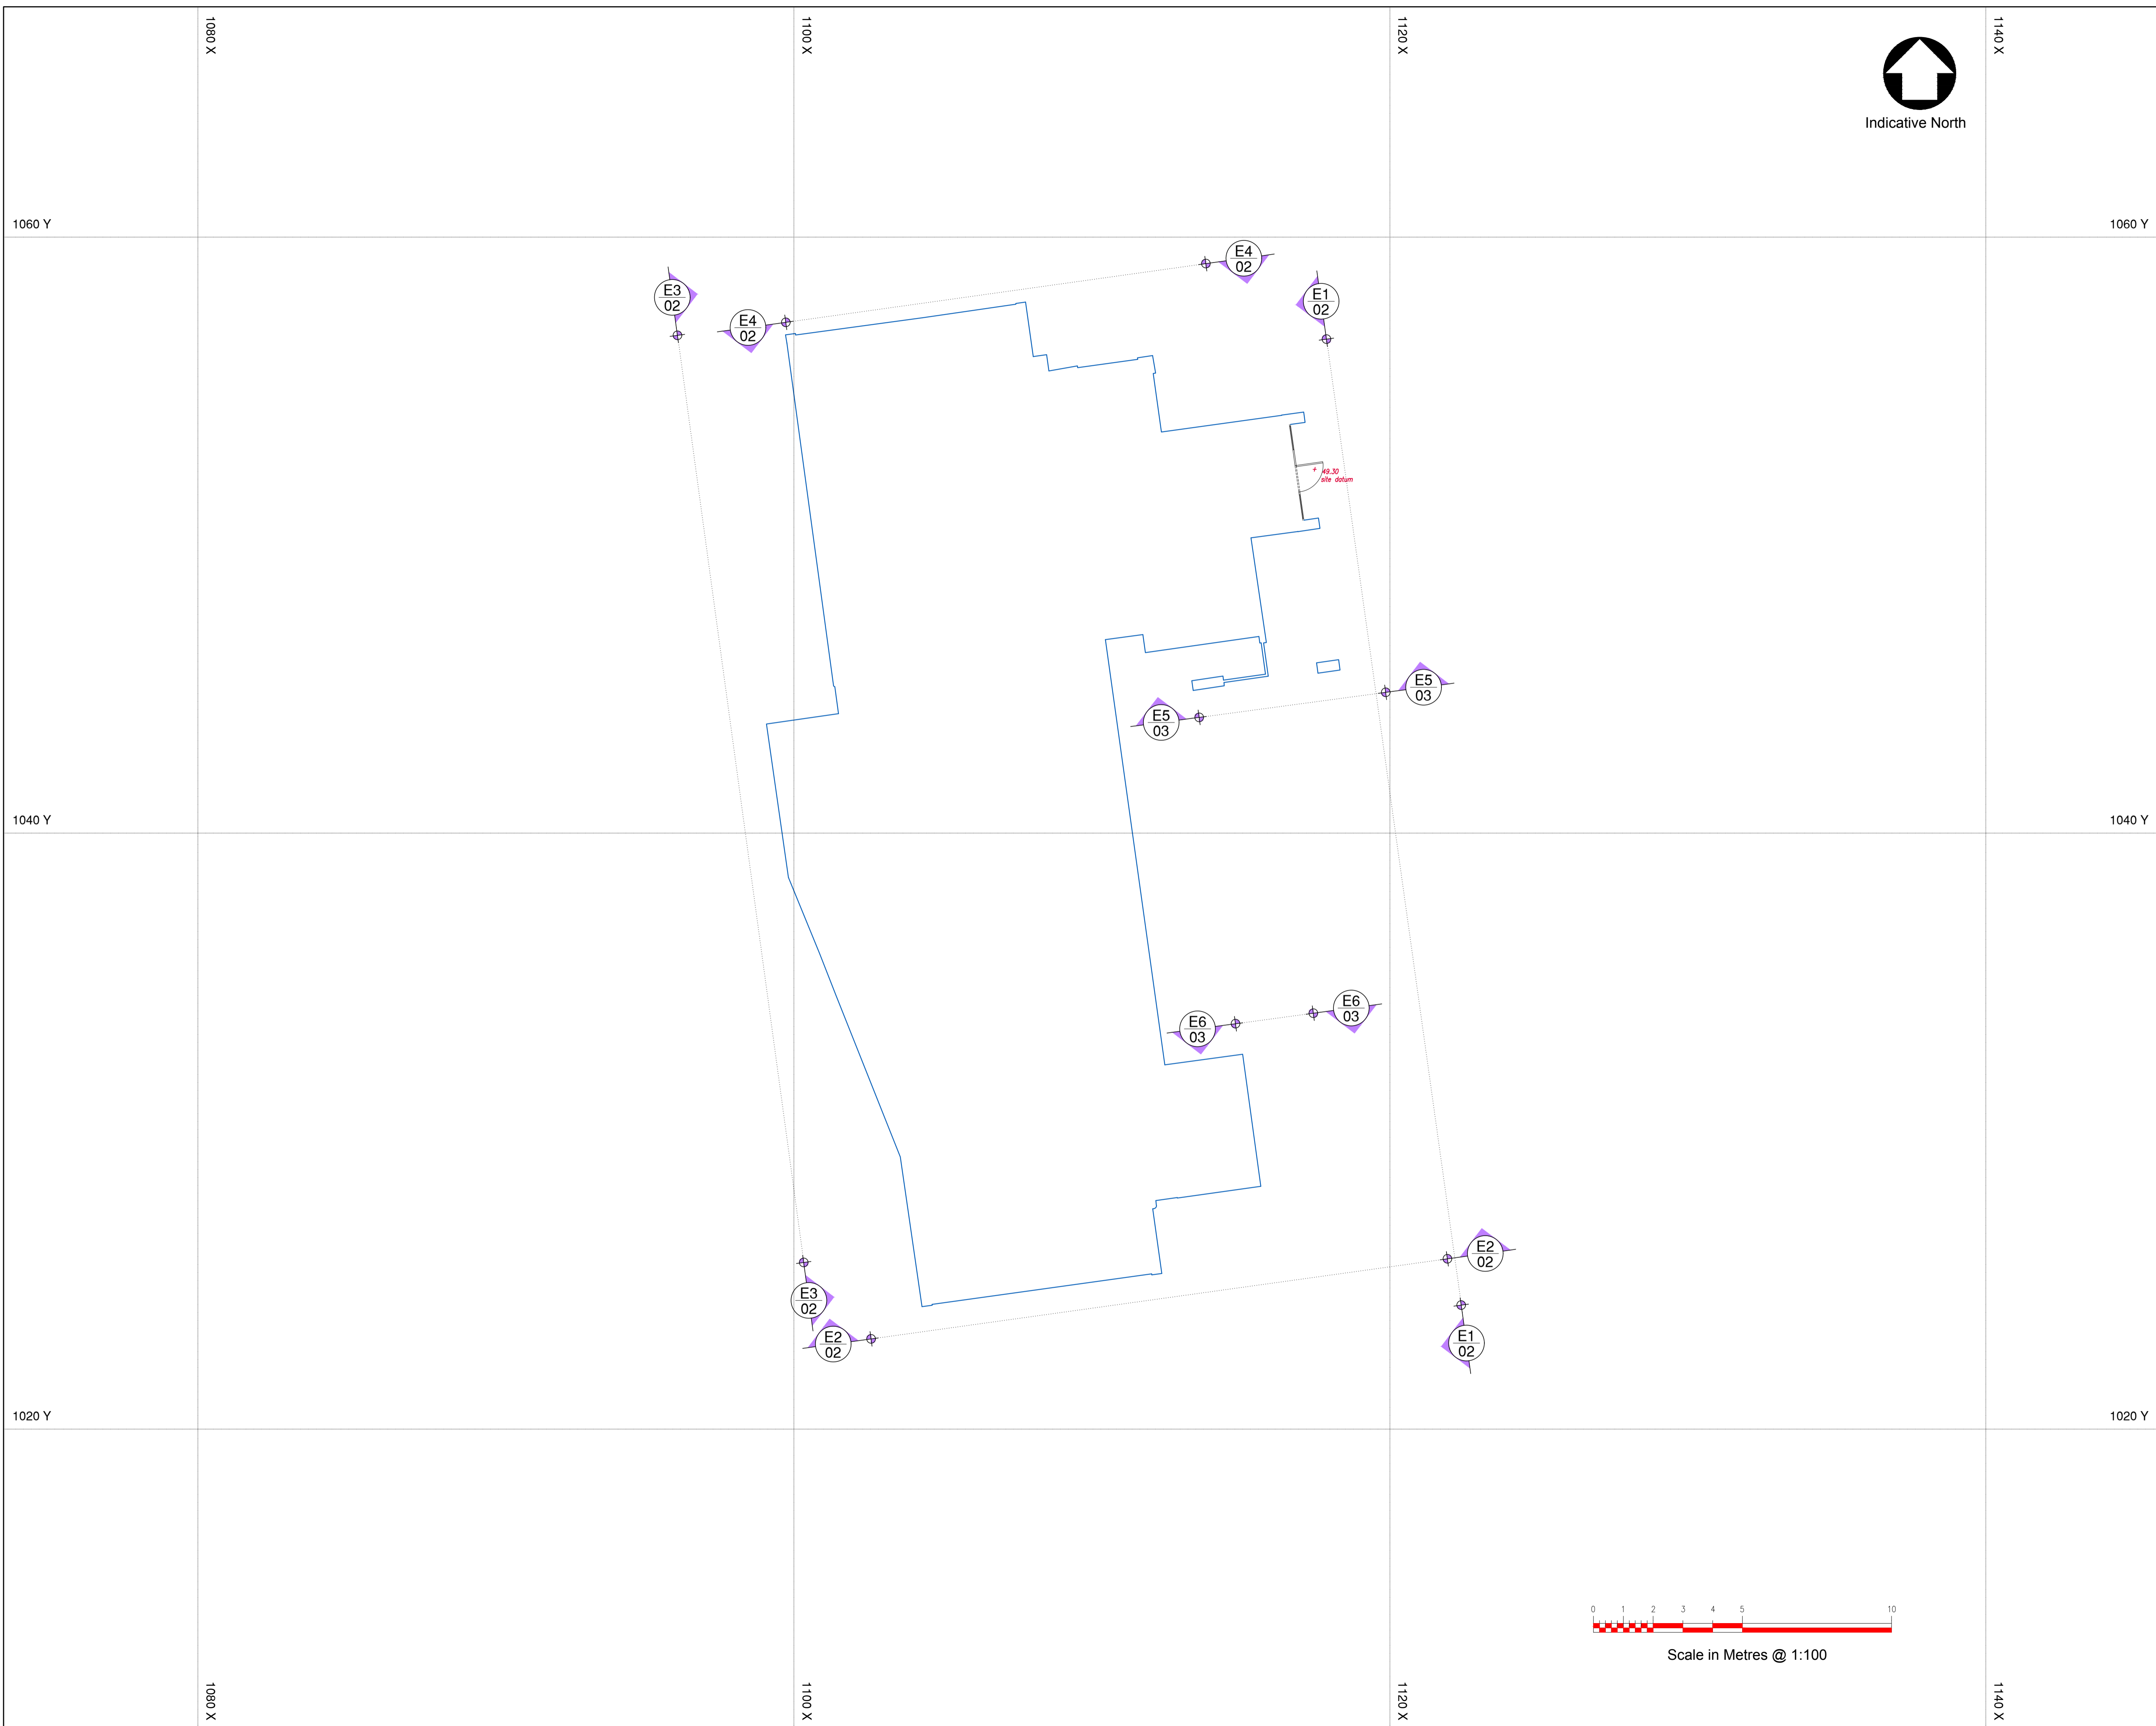 1080 X
1100 X
1120 X
1140 X
Indicative North
1060 Y
1060 Y
E4
02
E3
02
E1
02
E4
02
49.30
site datum
E5
03
E5
03
1040 Y
1040 Y
E6
03
E6
03
E2
02
E3
02
E2
02
E1
02
1020 Y
1020 Y
0 1 2 3 4 5 10
Scale in Metres @ 1:100
1080 X
1100 X
1120 X
1140 X